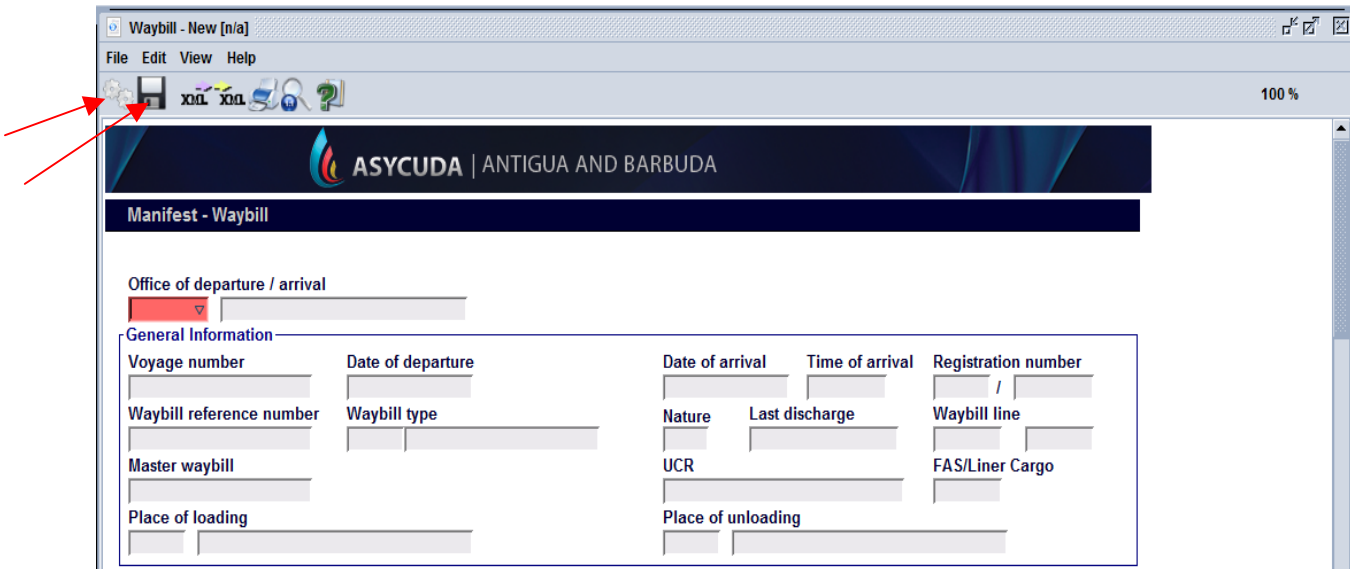 Waybill - New [n/a]
File Edit View Help
XML XML 100 %
ASYCUDA | ANTIGUA AND BARBUDA
Manifest - Waybill
Office of departure / arrival
General Information
Voyage number Date of departure Date of arrival Time of arrival Registration number
/
Waybill reference number Waybill type Nature Last discharge Waybill line
Master waybill UCR FAS/Liner Cargo
Place of loading Place of unloading